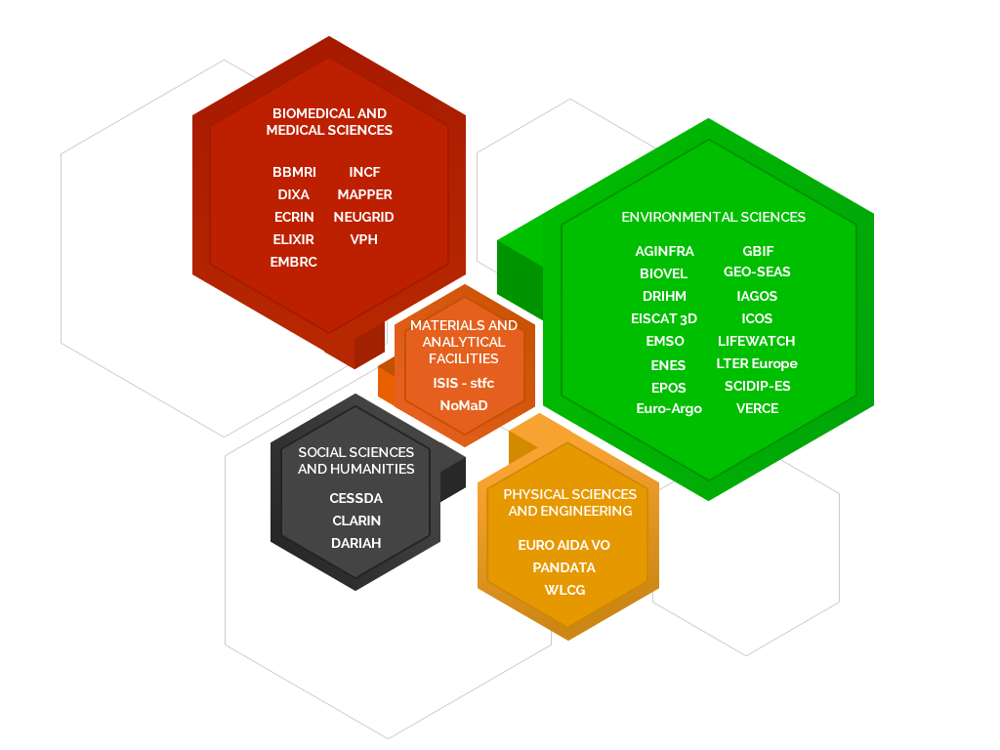 BIOMEDICAL AND
MEDICAL SCIENCES
BBMRI
DIXA
ECRIN
ELIXIR
EMBRC
INCF
MAPPER
NEUGRID
VPH
ENVIRONMENTAL SCIENCES
AGINFRA
BIOVEL
DRIHM
EISCAT 3D
EMSO
ENES
EPOS
Euro-Argo
GBIF
GEO-SEAS
IAGOS
ICOS
LIFEWATCH
LTER Europe
SCIDIP-ES
VERCE
MATERIALS AND
ANALYTICAL
FACILITIES
ISIS - stfc
NoMaD
SOCIAL SCIENCES
AND HUMANITIES
CESSDA
CLARIN
DARIAH
PHYSICAL SCIENCES
AND ENGINEERING
EURO AIDA VO
PANDATA
WLCG